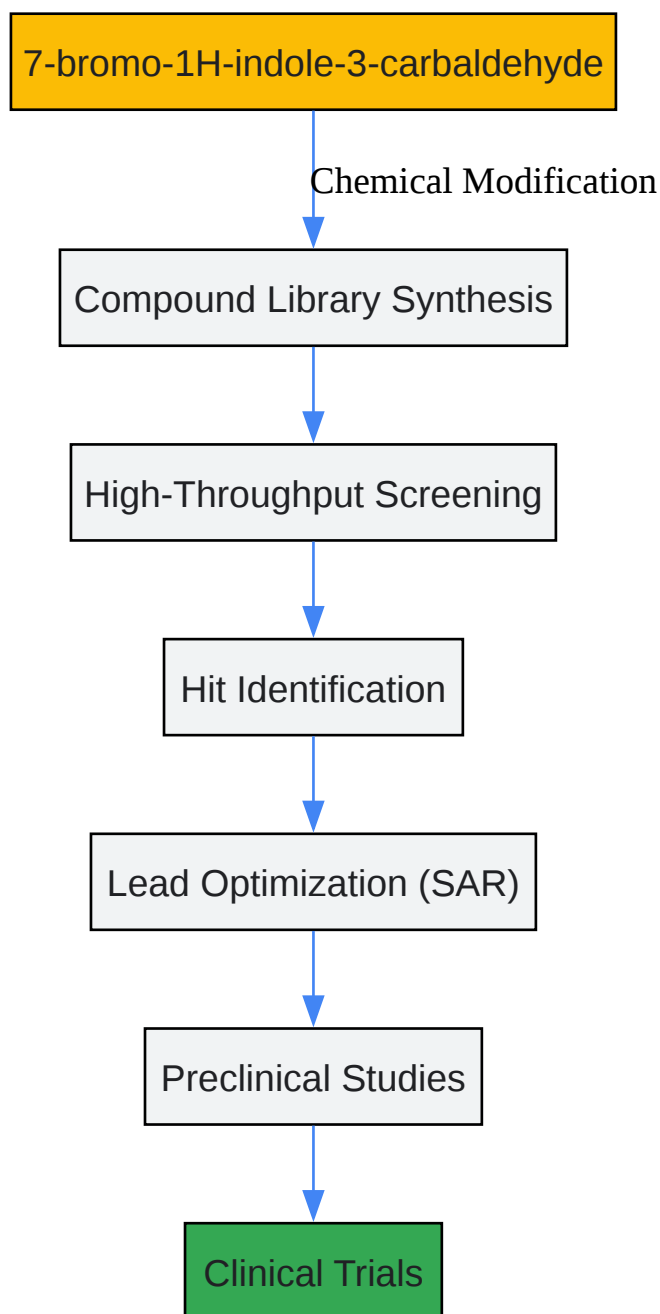 7-bromo-1H-indole-3-carbaldehyde
Chemical Modification
Compound Library Synthesis
High-Throughput Screening
Hit Identification
Lead Optimization (SAR)
Preclinical Studies
Clinical Trials